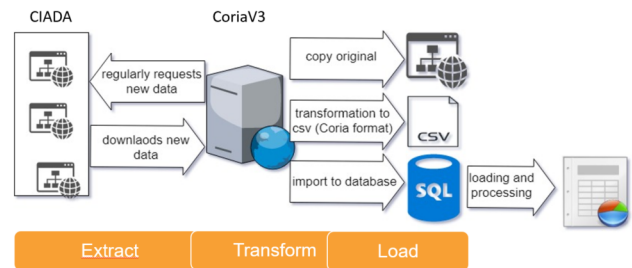 CIADA
CoriaV3
regularly requests
new data
downlaods new
data
copy original
transformation to
csv (Coria format)
import to database
CSV
SQL
loading and
processing
Extract
Transform
Load